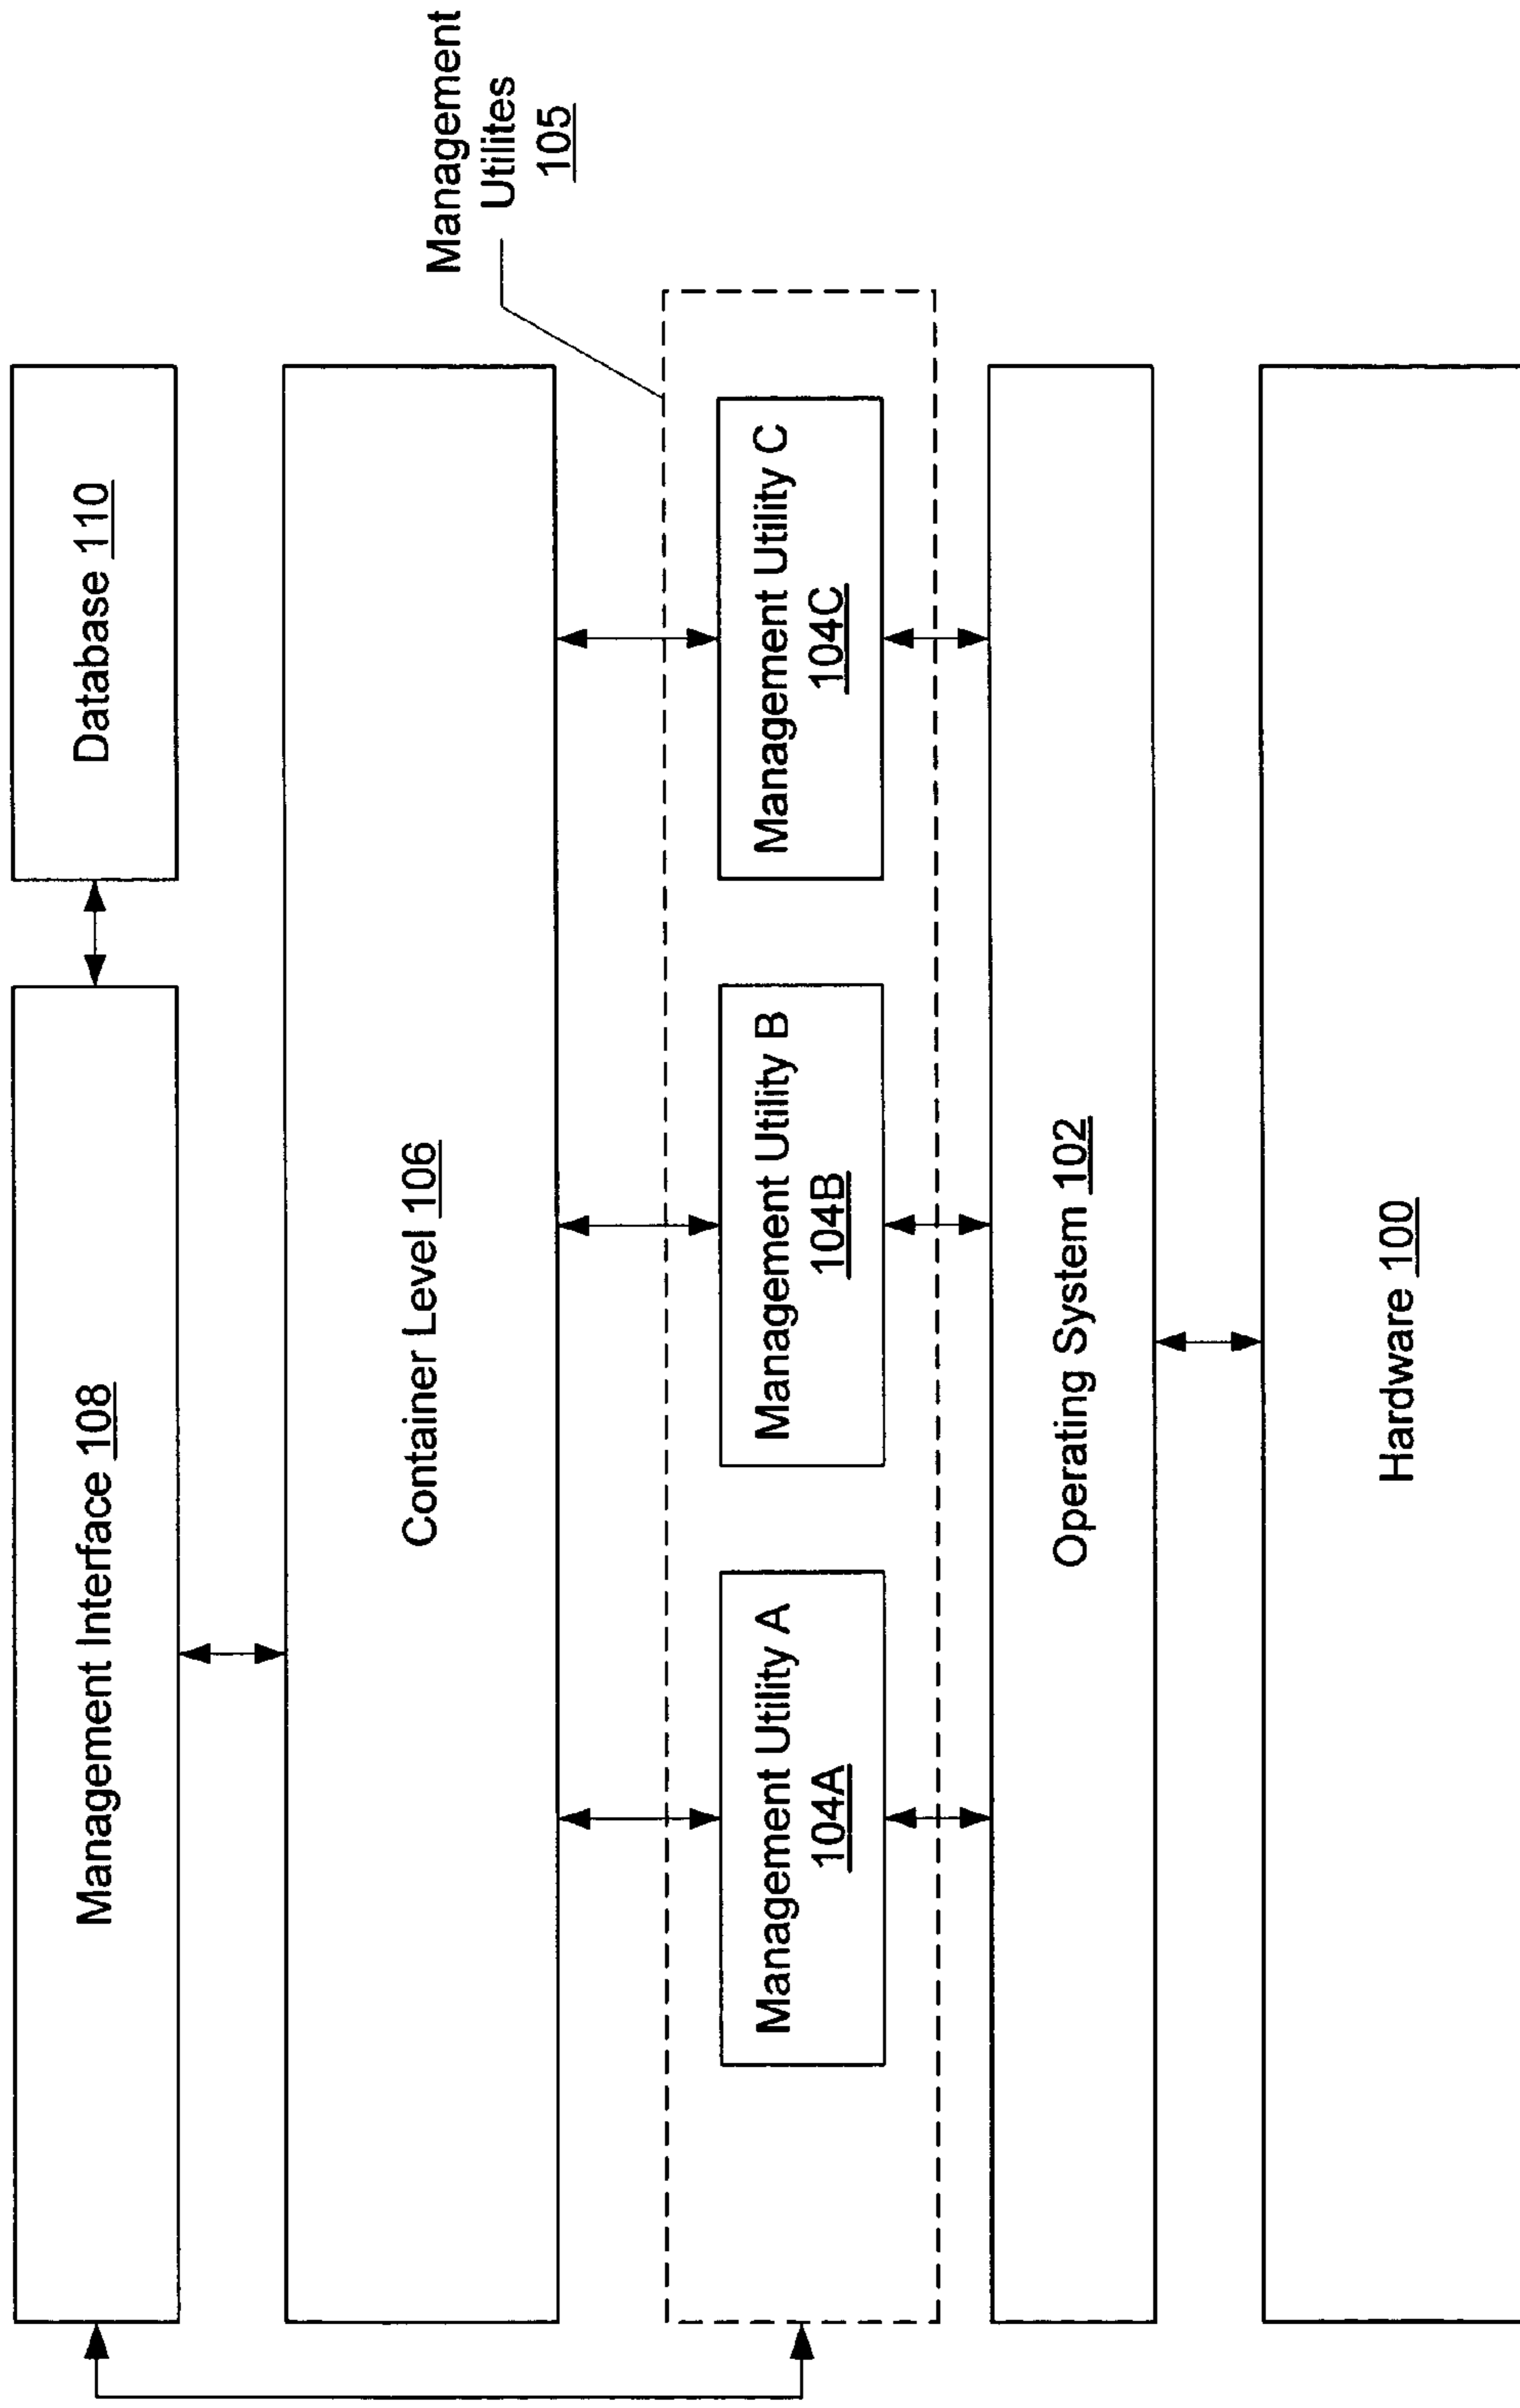 Management Interface 108
Database 110
Container Level 106
Management
Utilites
105
Management Utility A
104A
Management Utility B
104B
Management Utility C
104C
Operating System 102
Hardware 100